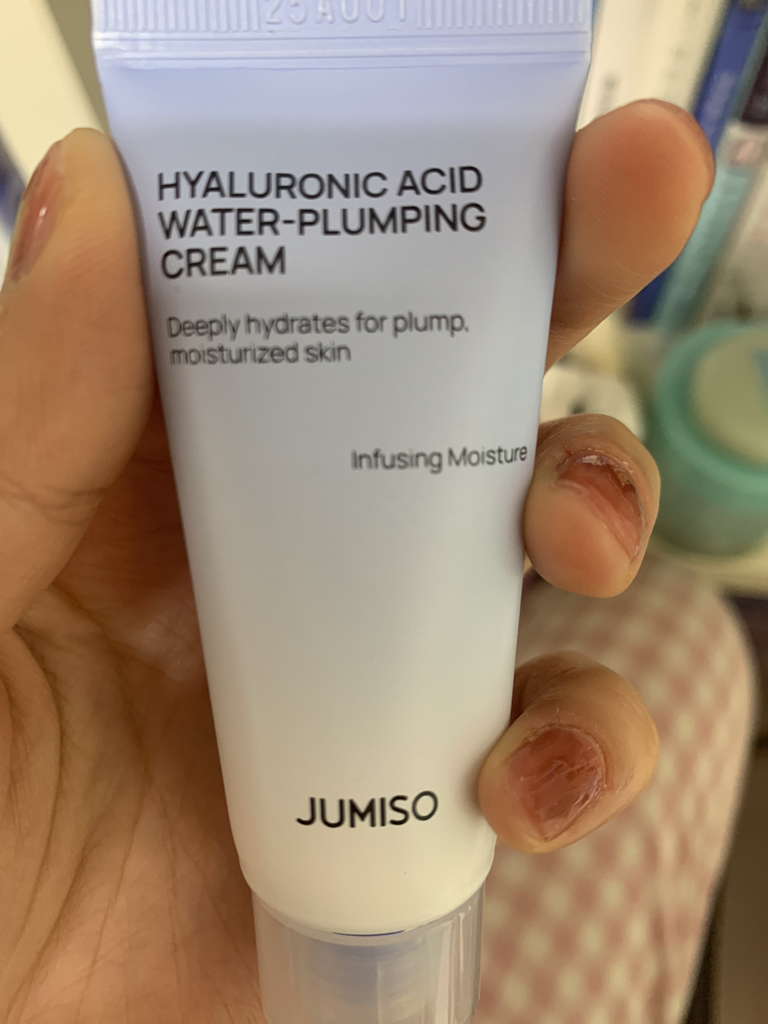 HYALURONIC ACID
WATER-PLUMPING
CREAM
Deeply hydrates for plump,
moisturized skin
Infusing Moisture
JUMISO